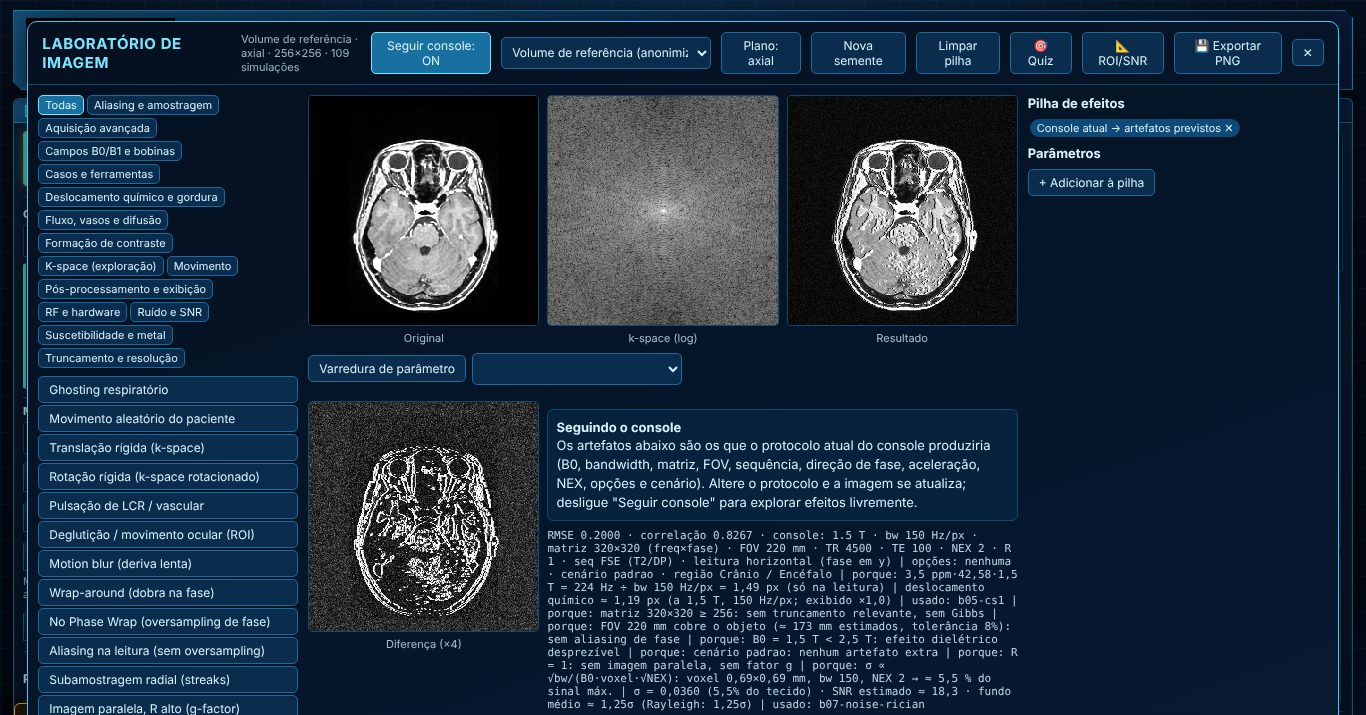 LABORATÓRIO DE
IMAGEM
Volume de referência ·
axial · 256×256 · 109
simulações
Seguir console:
ON
Volume de referência (anonimiz
Plano:
axial
Nova
semente
Limpar
pilha
🎯
Quiz
📐
ROI/SNR
💾 Exportar
PNG
✕
Todas
Aliasing e amostragem
Aquisição avançada
Campos B0/B1 e bobinas
Casos e ferramentas
Deslocamento químico e gordura
Fluxo, vasos e difusão
Formação de contraste
K-space (exploração)
Movimento
Pós-processamento e exibição
RF e hardware
Ruído e SNR
Suscetibilidade e metal
Truncamento e resolução
Ghosting respiratório
Movimento aleatório do paciente
Translação rígida (k-space)
Rotação rígida (k-space rotacionado)
Pulsação de LCR / vascular
Deglutição / movimento ocular (ROI)
Motion blur (deriva lenta)
Wrap-around (dobra na fase)
No Phase Wrap (oversampling de fase)
Aliasing na leitura (sem oversampling)
Subamostragem radial (streaks)
Imagem paralela, R alto (g-factor)
Original
k-space (log)
Resultado
Varredura de parâmetro
Diferença (×4)
Seguindo o console
Os artefatos abaixo são os que o protocolo atual do console produziria
(B0, bandwidth, matriz, FOV, sequência, direção de fase, aceleração,
NEX, opções e cenário). Altere o protocolo e a imagem se atualiza;
desligue "Seguir console" para explorar efeitos livremente.
RMSE 0.2000 · correlação 0.8267 · console: 1.5 T · bw 150 Hz/px ·
matriz 320×320 (freq×fase) · FOV 220 mm · TR 4500 · TE 100 · NEX 2 · R
1 · seq FSE (T2/DP) · leitura horizontal (fase em y) | opções: nenhuma
· cenário padrao · região Crânio / Encéfalo | porque: 3,5 ppm·42,58·1,5
T = 224 Hz ÷ bw 150 Hz/px = 1,49 px (só na leitura) | deslocamento
químico ≈ 1,19 px (a 1,5 T, 150 Hz/px; exibido ×1,0) | usado: b05-cs1 |
porque: matriz 320×320 ≥ 256: sem truncamento relevante, sem Gibbs |
porque: FOV 220 mm cobre o objeto (≈ 173 mm estimados, tolerância 8%):
sem aliasing de fase | porque: B0 = 1,5 T < 2,5 T: efeito dielétrico
desprezível | porque: cenário padrao: nenhum artefato extra | porque: R
= 1: sem imagem paralela, sem fator g | porque: σ ∝
√bw/(B0·voxel·√NEX): voxel 0,69×0,69 mm, bw 150, NEX 2 → ≈ 5,5 % do
sinal máx. | σ = 0,0360 (5,5% do tecido) · SNR estimado ≈ 18,3 · fundo
médio ≈ 1,25σ (Rayleigh: 1,25σ) | usado: b07-noise-rician
Pilha de efeitos
Console atual → artefatos previstos ✕
Parâmetros
+ Adicionar à pilha